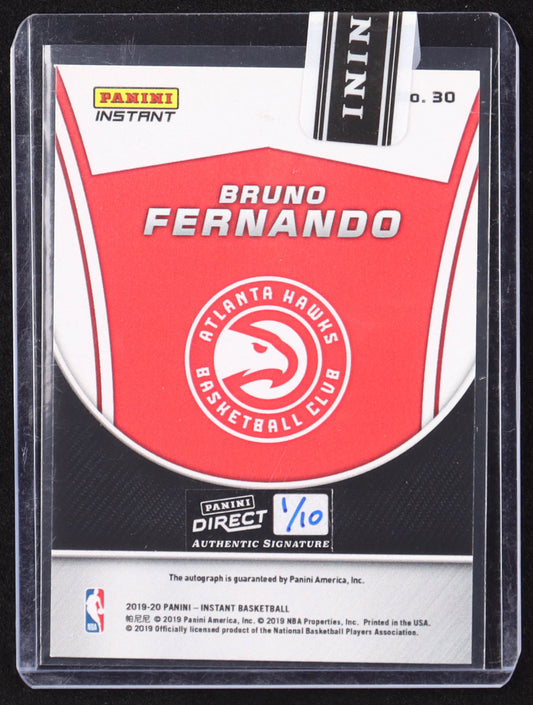 NINI
PANINI
INSTANT
o. 30
BRUNO
FERNANDO
ATLANTA HAWKS
BASKETBALL CLUB
PANINI
DIRECT
1/10
AUTHENTIC SIGNATURE
The autograph is guaranteed by Panini America, Inc.
2019-20 PANINI – INSTANT BASKETBALL
帕尼尼 © 2019 Panini America, Inc. © 2019 NBA Properties, Inc. Printed in the USA.
© 2019 Officially licensed product of the National Basketball Players Association.
NBA